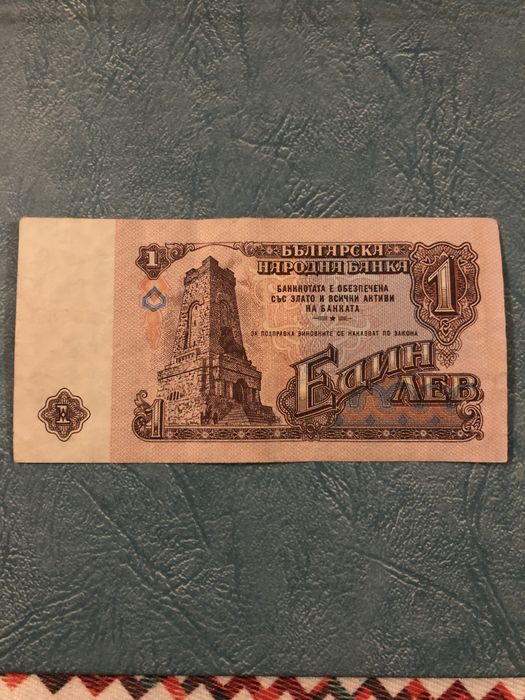 1
БЪЛГАРСКА
НАРОДНА БАНКА
1
БАНКНОТАТА Е ОБЕЗПЕЧЕНА
СЪС ЗЛАТО И ВСИЧКИ АКТИВИ
НА БАНКАТА
ЗА ПОДПРАВКА ВИНОВНИТЕ СЕ НАКАЗВАТ ПО ЗАКОНА
ЕДИН
ЛЕВ
1
1